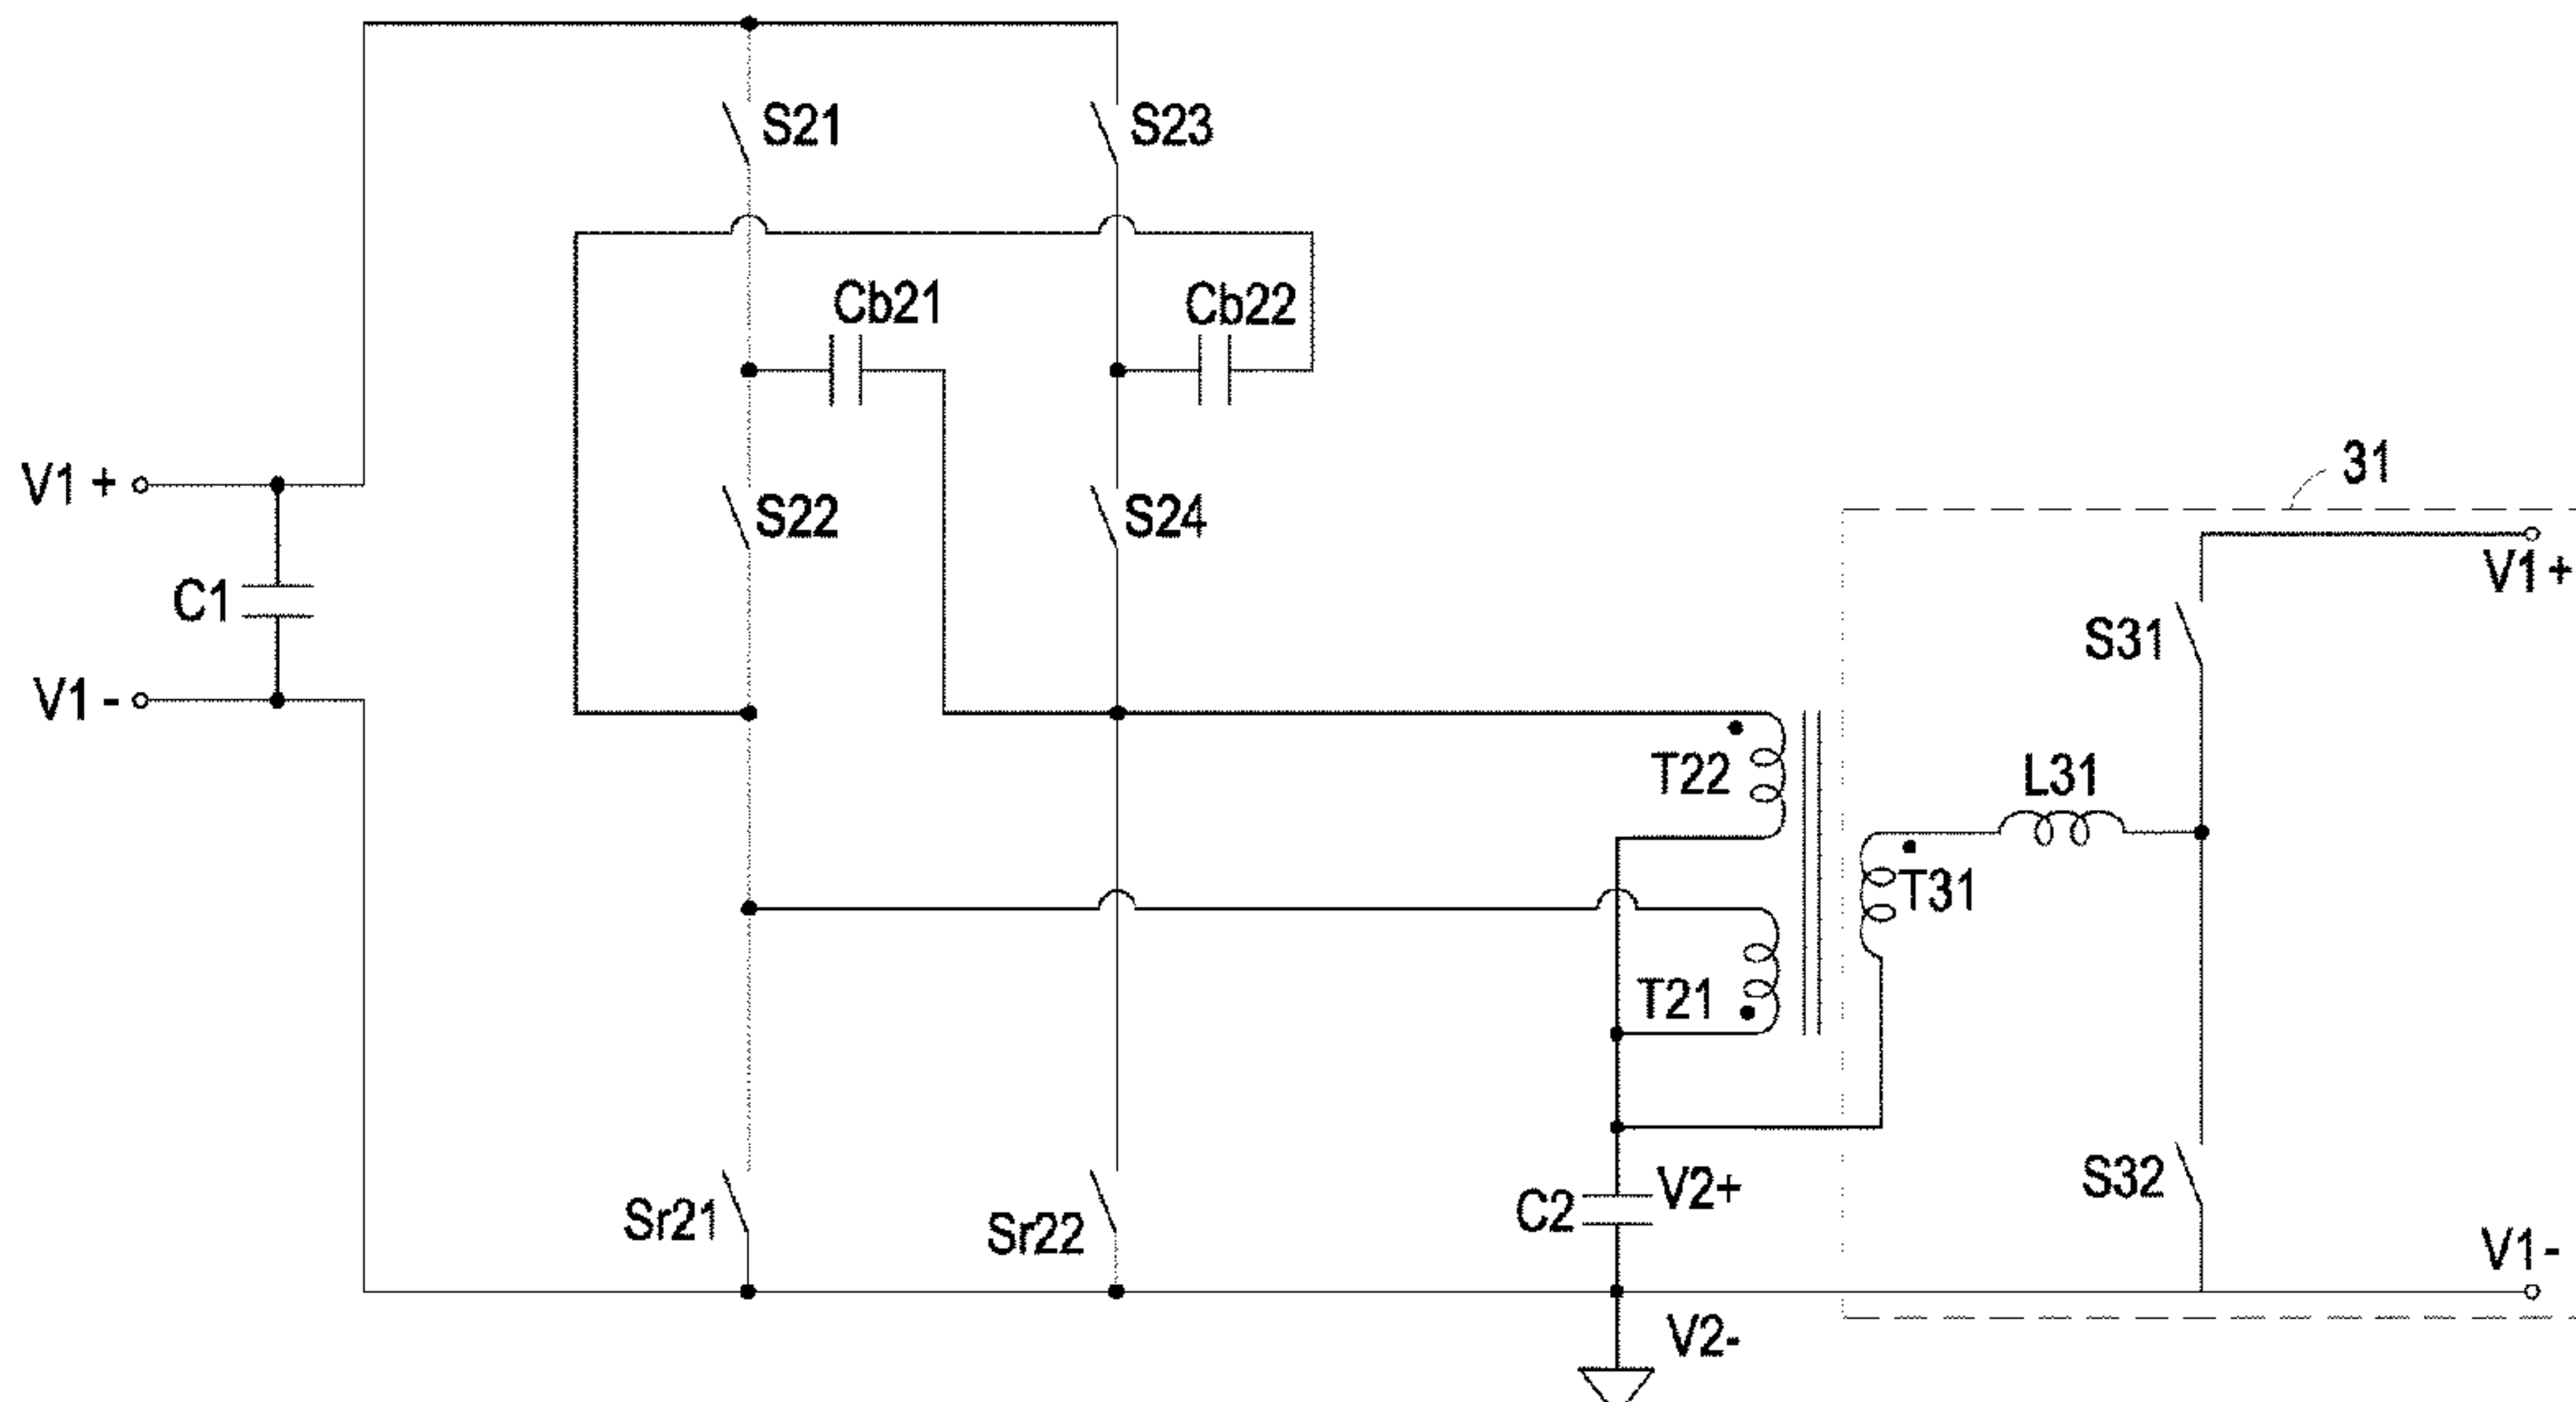 S21
S23
Cb21
Cb22
V1 +
S22
S24
31
C1
V1 +
S31
V1 -
T22
L31
T31
T21
Sr21
Sr22
C2
V2+
S32
V1 -
V2-